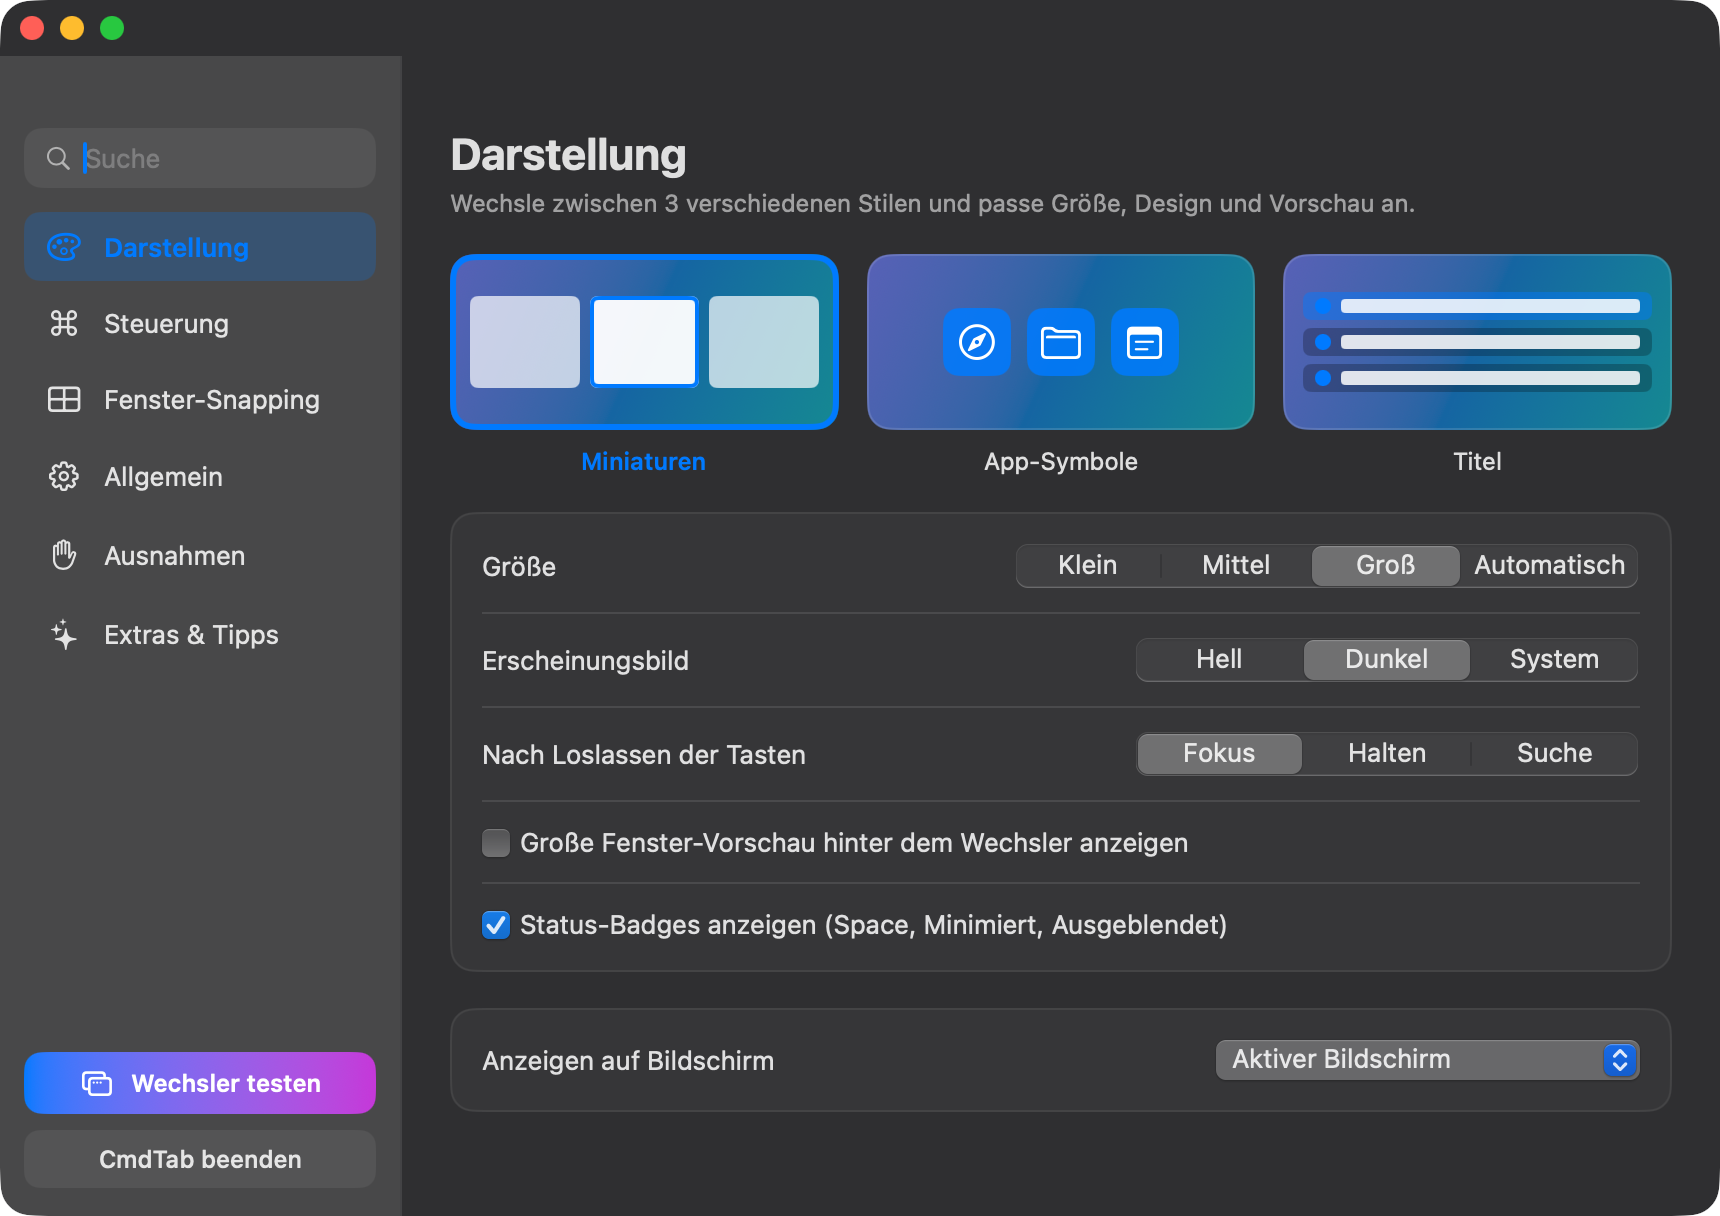 Suche
Darstellung
Steuerung
Fenster-Snapping
Allgemein
Ausnahmen
Extras & Tipps
Wechsler testen
CmdTab beenden
Darstellung
Wechsle zwischen 3 verschiedenen Stilen und passe Größe, Design und Vorschau an.
Miniaturen App-Symbole Titel
Größe Klein Mittel Groß Automatisch
Erscheinungsbild Hell Dunkel System
Nach Loslassen der Tasten Fokus Halten Suche
Große Fenster-Vorschau hinter dem Wechsler anzeigen
Status-Badges anzeigen (Space, Minimiert, Ausgeblendet)
Anzeigen auf Bildschirm Aktiver Bildschirm